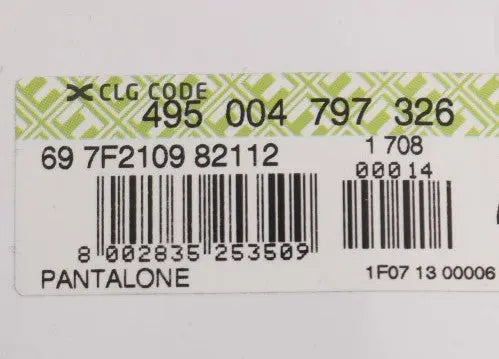 CLG CODE
495 004 797 326
69 7F2109 82112
1 708
00014
8 002835 253509
PANTALONE
1F07 13 00006